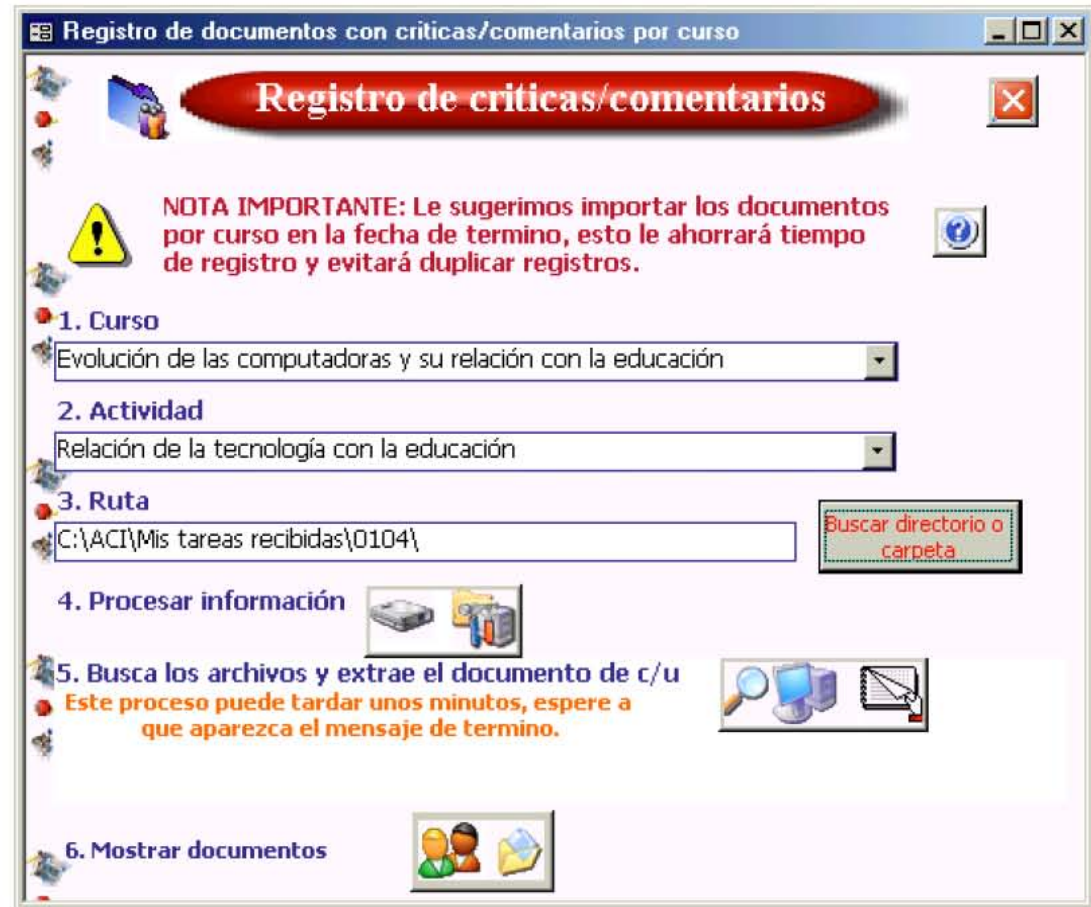 Registro de documentos con criticas/comentarios por curso
Registro de criticas/comentarios
NOTA IMPORTANTE: Le sugerimos importar los documentos
por curso en la fecha de termino, esto le ahorrará tiempo
de registro y evitará duplicar registros.
1. Curso
Evolución de las computadoras y su relación con la educación
2. Actividad
Relación de la tecnología con la educación
3. Ruta
C:\ACI\Mis tareas recibidas\0104\
Buscar directorio o
carpeta
4. Procesar información
5. Busca los archivos y extrae el documento de c/u
Este proceso puede tardar unos minutos, espere a
que aparezca el mensaje de termino.
6. Mostrar documentos